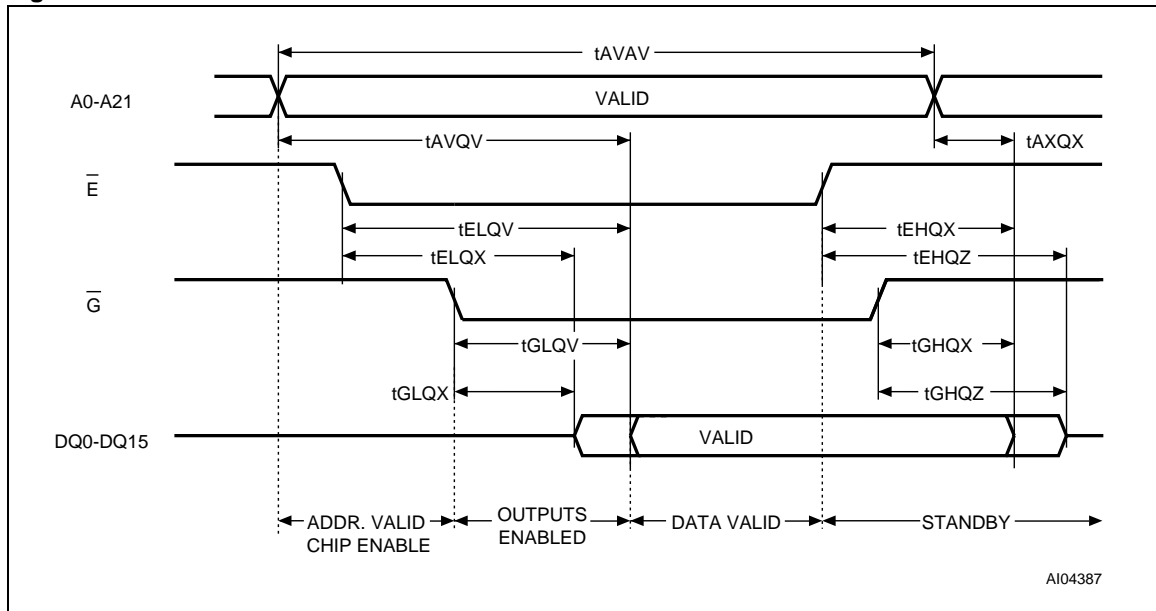 tAVAV
A0-A21
VALID
tAVQV
tAXQX
E
tELQV
tEHQX
tELQX
tEHQZ
G
tGLQV
tGHQX
tGLQX
tGHQZ
DQ0-DQ15
VALID
ADDR. VALID
CHIP ENABLE
OUTPUTS
ENABLED
DATA VALID
STANDBY
AI04387